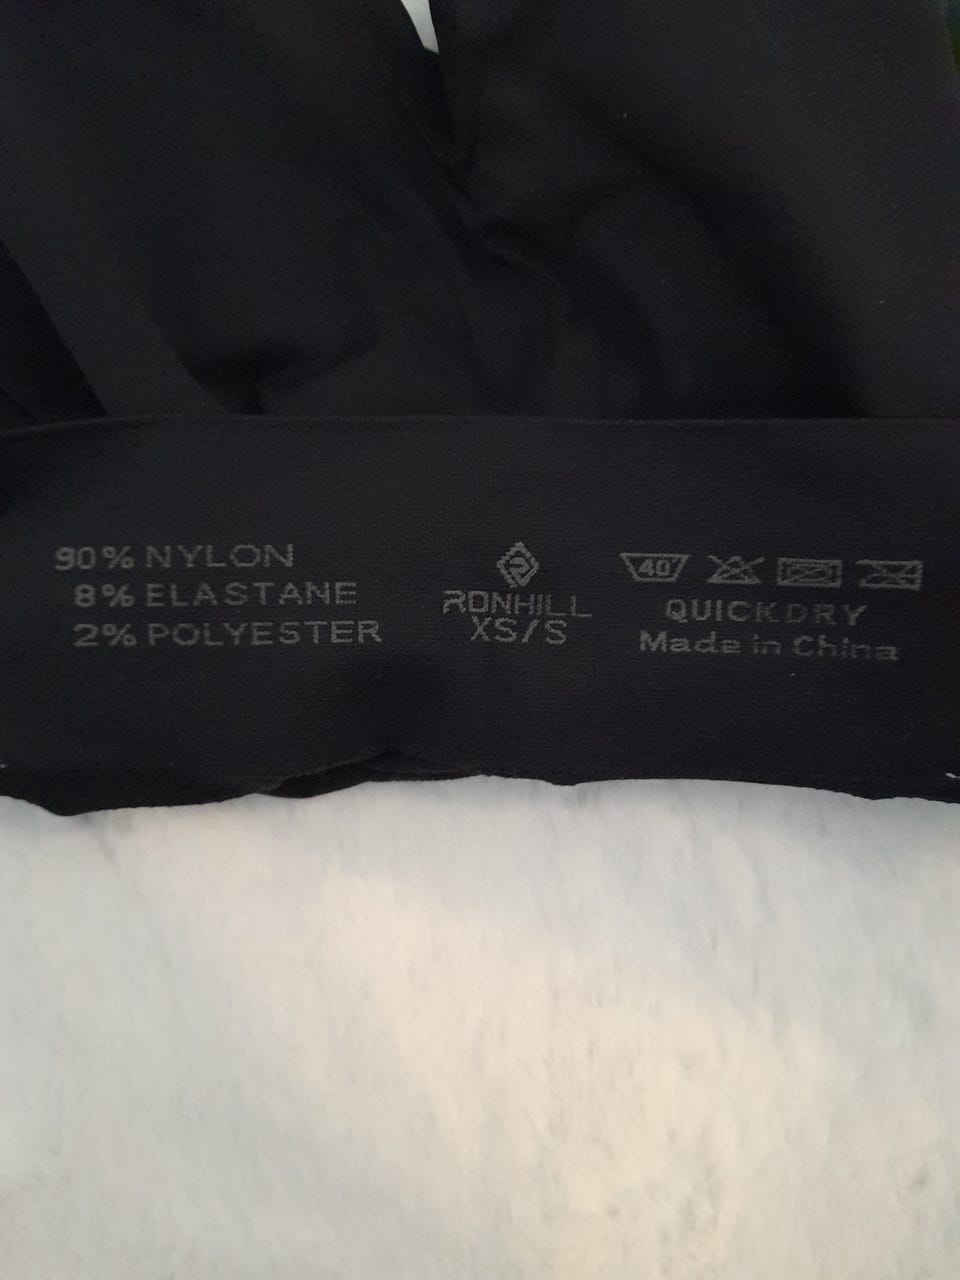 90% NYLON
8% ELASTANE
2% POLYESTER
RONHILL
XS/S
40
QUICKDRY
Made in China